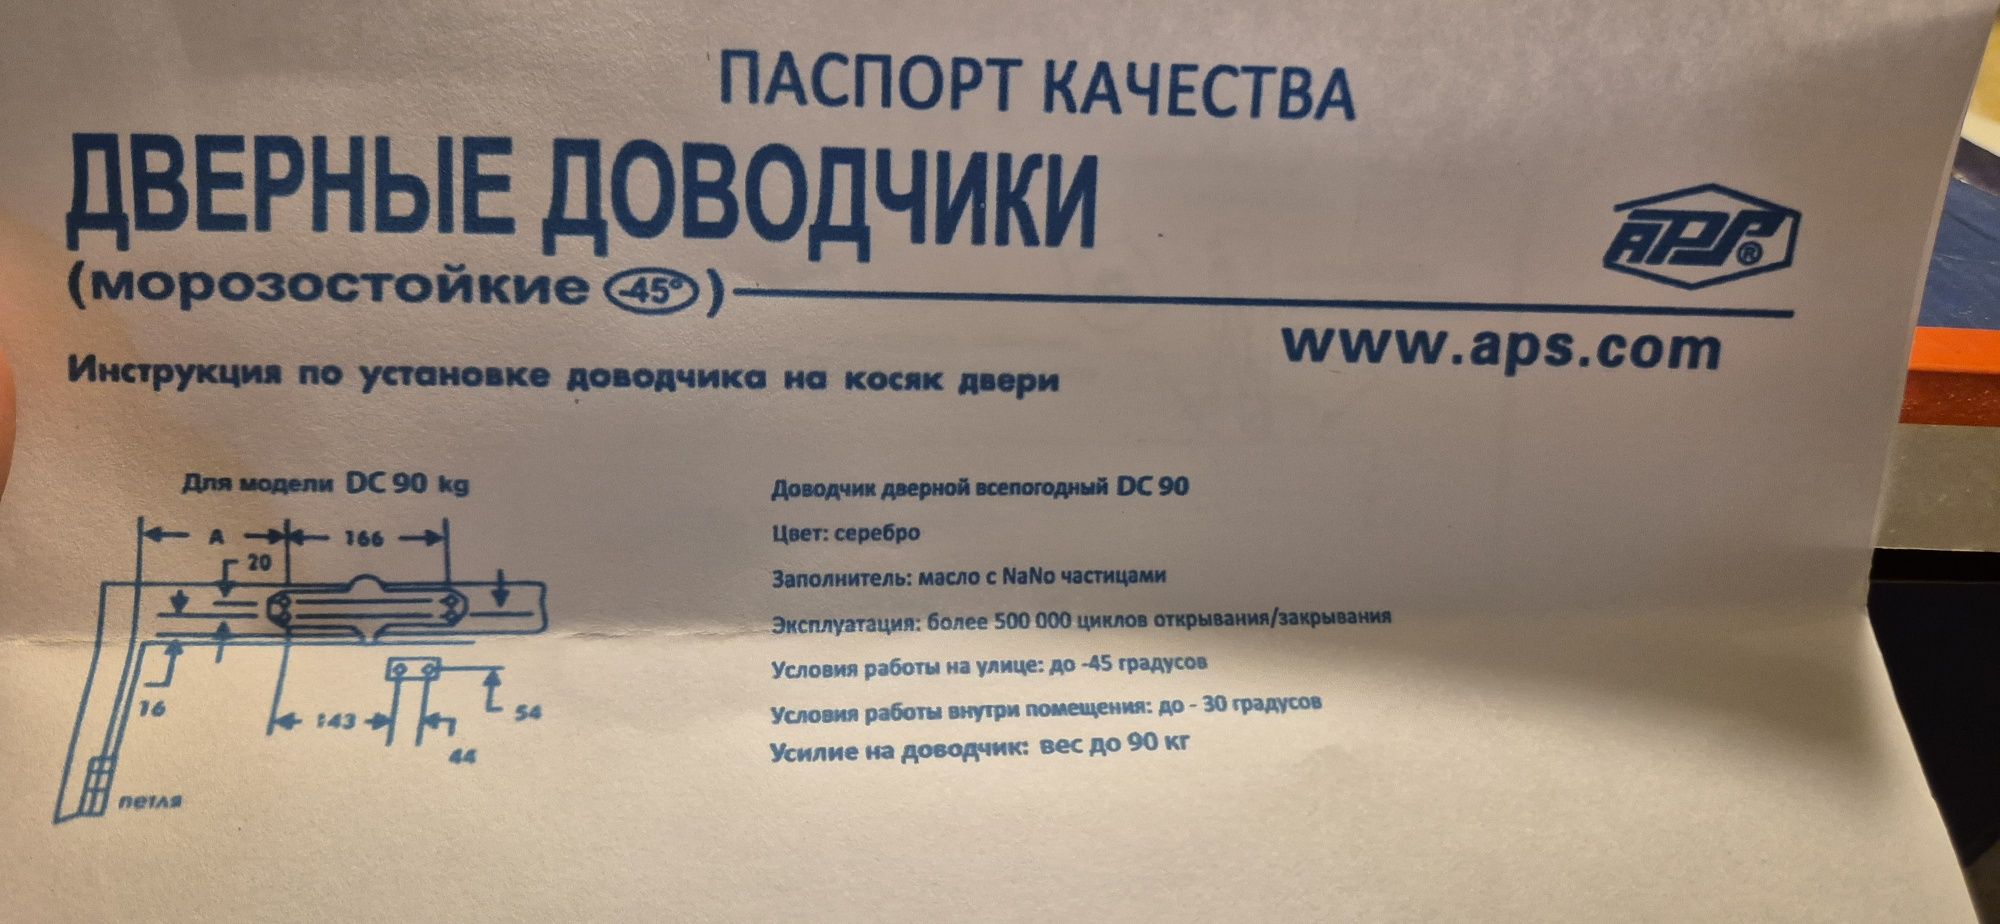 ПАСПОРТ КАЧЕСТВА
ДВЕРНЫЕ ДОВОДЧИКИ
(морозостойкие -45°)
APS®
www.aps.com
Инструкция по установке доводчика на косяк двери
Для модели DC 90 kg
A
166
20
16
143
44
54
петля
Доводчик дверной всепогодный DC 90
Цвет: серебро
Заполнитель: масло с NaNo частицами
Эксплуатация: более 500 000 циклов открывания/закрывания
Условия работы на улице: до -45 градусов
Условия работы внутри помещения: до - 30 градусов
Усилие на доводчик: вес до 90 кг